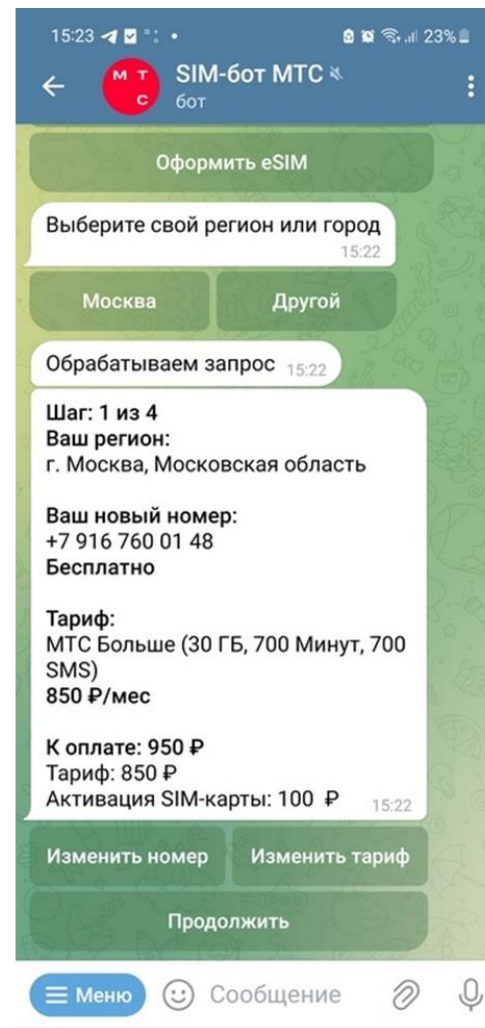 15:23
23%
МТС
SIM-бот МТС
бот
Оформить eSIM
Выберите свой регион или город
15:22
Москва
Другой
Обрабатываем запрос 15:22
Шаг: 1 из 4
Ваш регион:
г. Москва, Московская область
Ваш новый номер:
+7 916 760 01 48
Бесплатно
Тариф:
МТС Больше (30 ГБ, 700 Минут, 700
SMS)
850 ₽/мес
К оплате: 950 ₽
Тариф: 850 ₽
Активация SIM-карты: 100 ₽ 15:22
Изменить номер
Изменить тариф
Продолжить
Меню
Сообщение